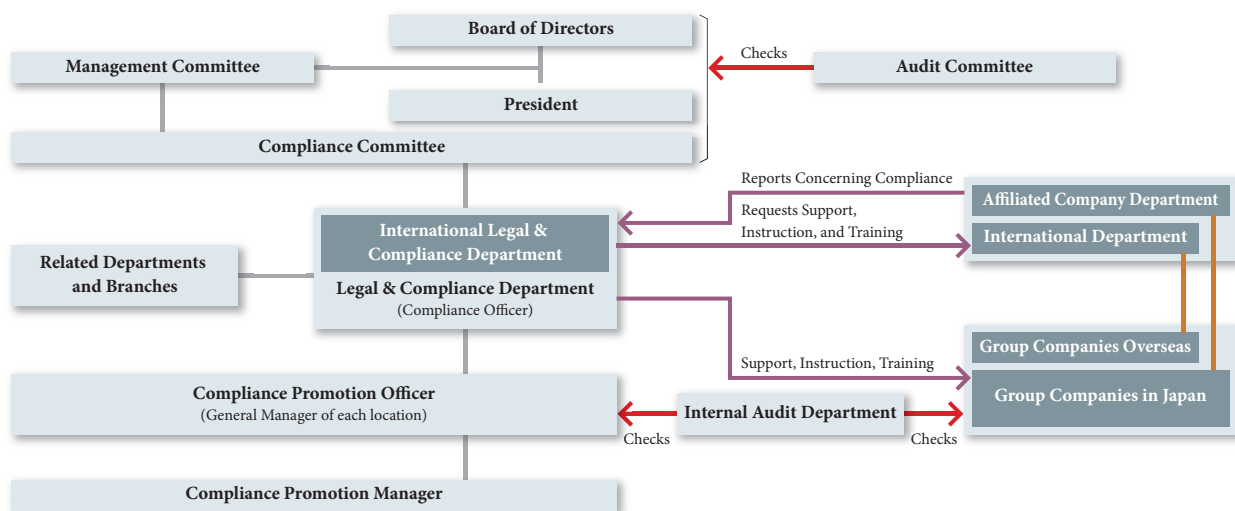 Board of Directors
Management Committee
Checks
Audit Committee
President
Compliance Committee
Reports Concerning Compliance
Affiliated Company Department
Requests Support,
Instruction, and Training
International Department
International Legal &
Compliance Department
Related Departments
and Branches
Legal & Compliance Department
(Compliance Officer)
Group Companies Overseas
Support, Instruction, Training
Group Companies in Japan
Compliance Promotion Officer
(General Manager of each location)
Internal Audit Department
Checks
Checks
Compliance Promotion Manager